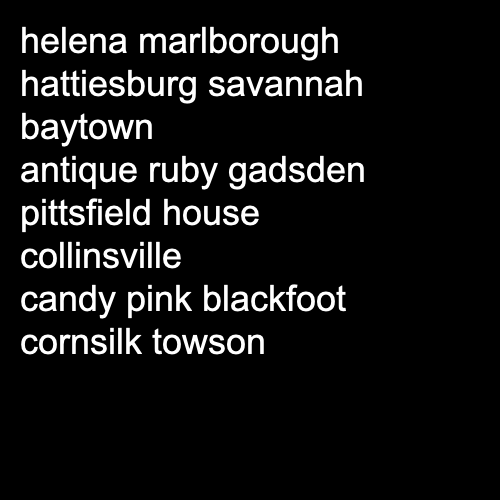 helena marlborough
hattiesburg savannah
baytown
antique ruby gadsden
pittsfield house
collinsville
candy pink blackfoot
cornsilk towson